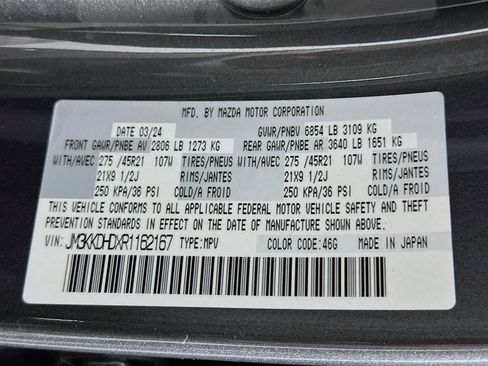 MFD. BY MAZDA MOTOR CORPORATION
DATE 03/24 GVWR/PNBV 6854 LB 3109 KG
FRONT GAWR/PNBE AV 2806 LB 1273 KG REAR GAWR/PNBE AR 3640 LB 1651 KG
WITH/AVEC 275 /45R21 107W TIRES/PNEUS WITH/AVEC 275 /45R21 107W TIRES/PNEUS
21X9 1/2J RIMS/JANTES 21X9 1/2J RIMS/JANTES
250 KPA/36 PSI COLD/A FROID 250 KPA/36 PSI COLD/A FROID
THIS VEHICLE CONFORMS TO ALL APPLICABLE FEDERAL MOTOR VEHICLE SAFETY AND THEFT
PREVENTION STANDARDS IN EFFECT ON THE DATE OF MANUFACTURE SHOWN ABOVE.
VIN: JM3KKDHDXR1162167 TYPE: MPV COLOR CODE: 46G MADE IN JAPAN